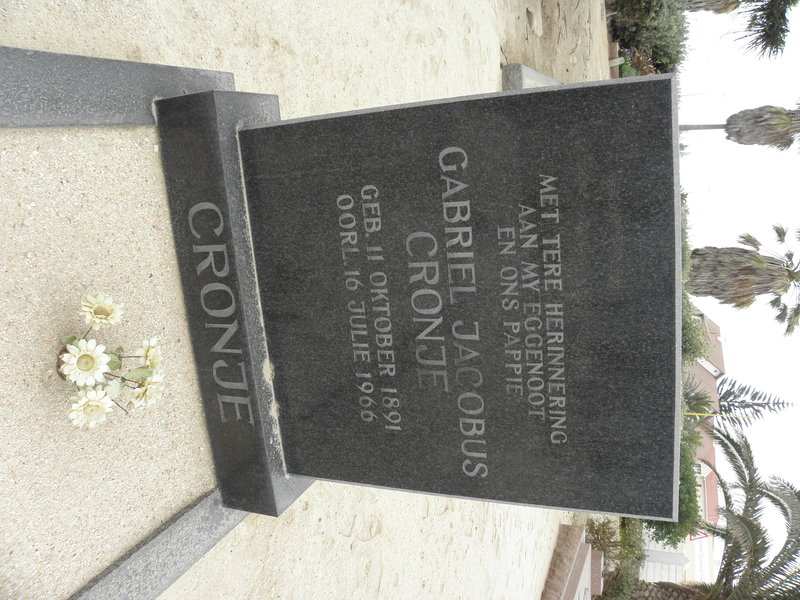 MET TERE HERINNERING
AAN MY EGGENOOT
EN ONS PAPPIE
GABRIEL JACOBUS
CRONJE
GEB. 11 OKTOBER 1891
OORL. 16 JULIE 1966
CRONJE